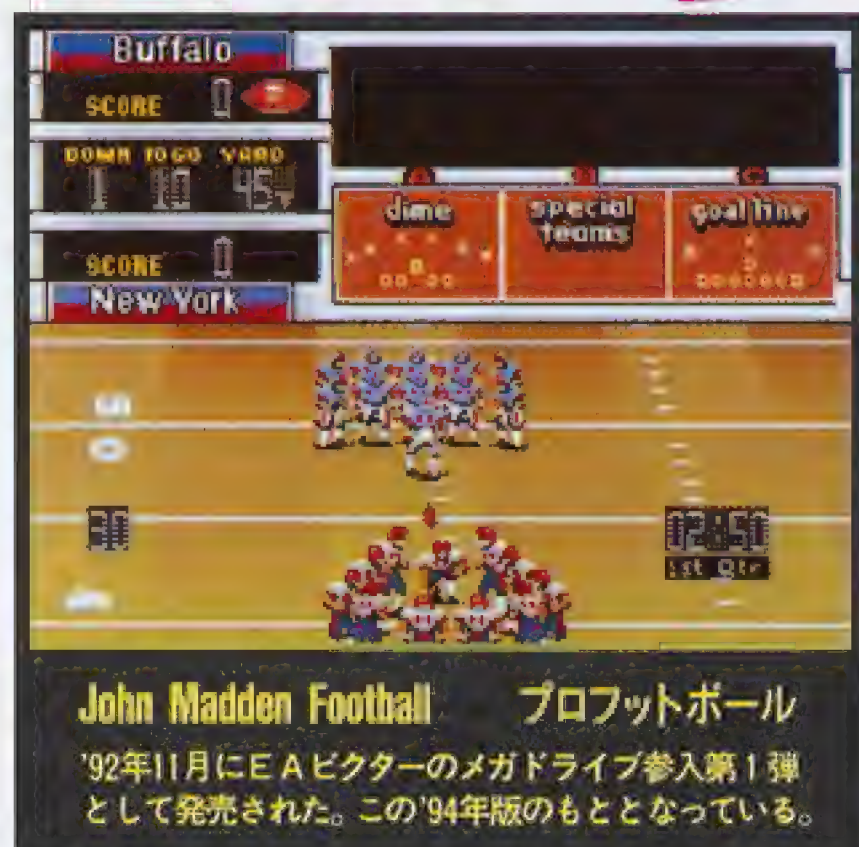 Buffalo
SCORE 0
DOWN TO GO YARD
1 10 45
SCORE 0
New York
A B C
dime special teams goal line
30
02:50
1st Qtr
John Madden Football プロフットボール
'92年11月にＥＡビクターのメガドライブ参入第1弾
として発売された。この'94年版のもととなっている。